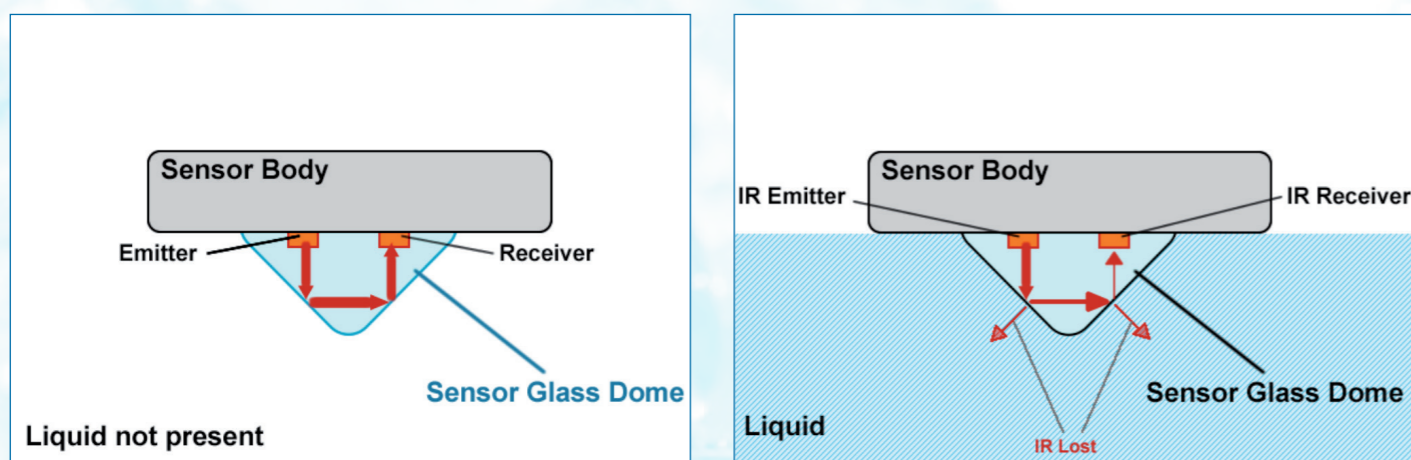 Sensor Body
Emitter
Receiver
Sensor Glass Dome
Liquid not present
Sensor Body
IR Emitter
IR Receiver
Sensor Glass Dome
Liquid
IR Lost